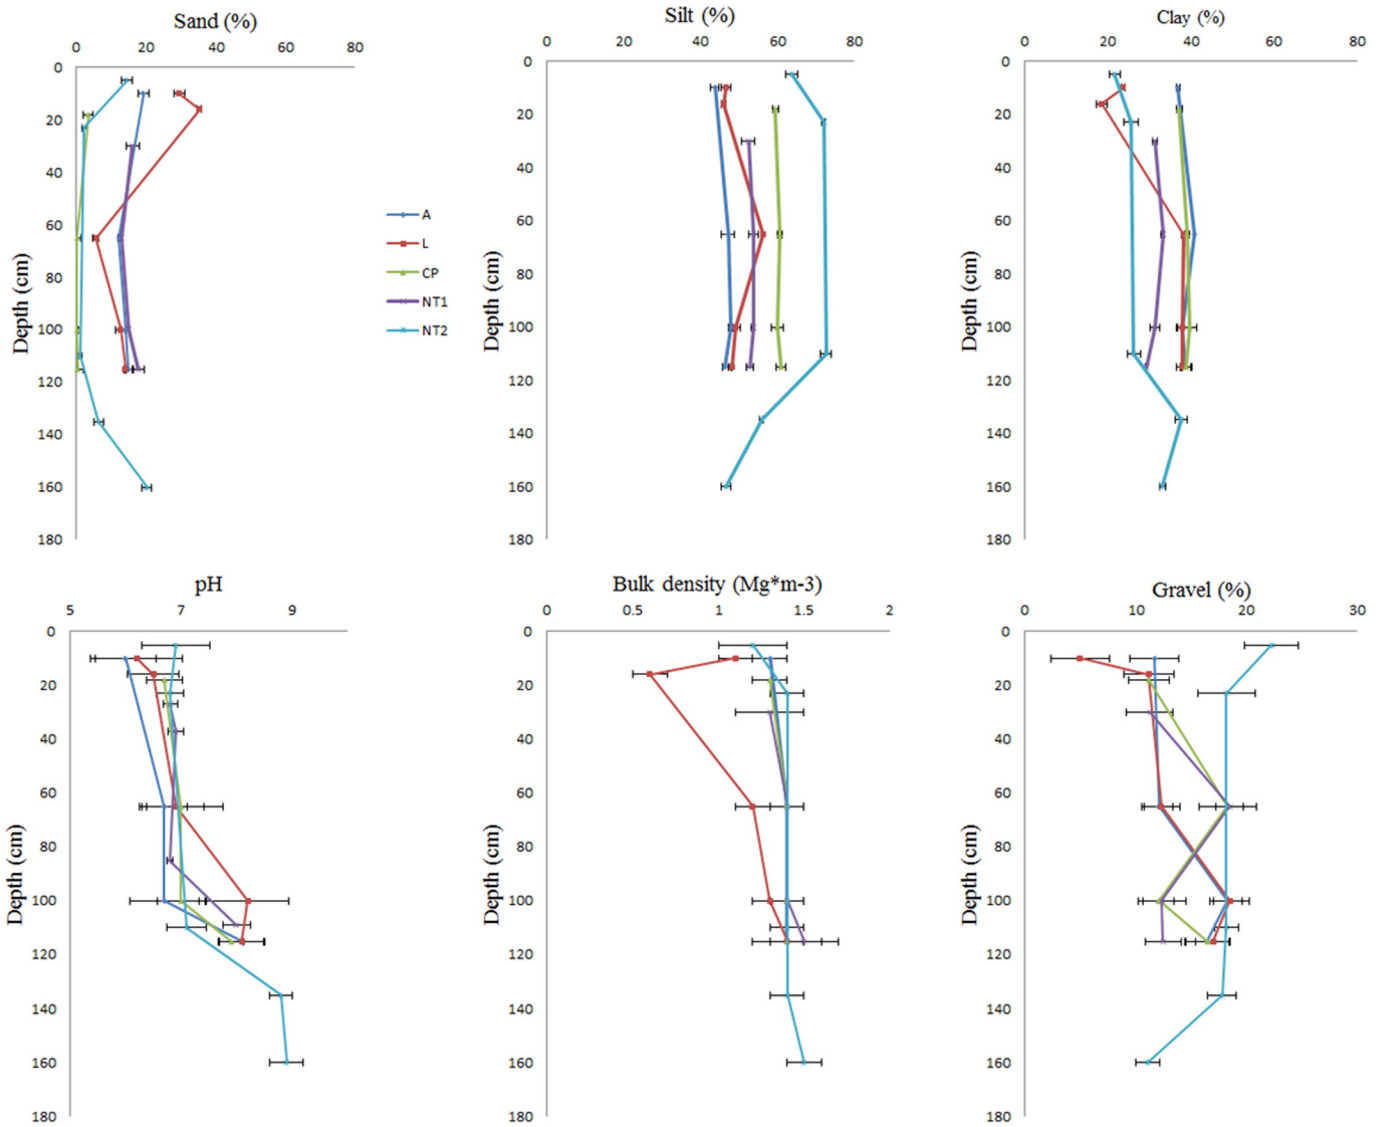 Sand (%)
0 20 40 60 80
0
20
40
60
80
100
120
140
160
180
Depth (cm)
A
L
CP
NT1
NT2
Silt (%)
0 20 40 60 80
0
20
40
60
80
100
120
140
160
180
Depth (cm)
Clay (%)
0 20 40 60 80
0
20
40
60
80
100
120
140
160
180
Depth (cm)
pH
5 7 9
0
20
40
60
80
100
120
140
160
180
Depth (cm)
Bulk density (Mg*m-3)
0 0.5 1 1.5 2
0
20
40
60
80
100
120
140
160
180
Depth (cm)
Gravel (%)
0 10 20 30
0
20
40
60
80
100
120
140
160
180
Depth (cm)